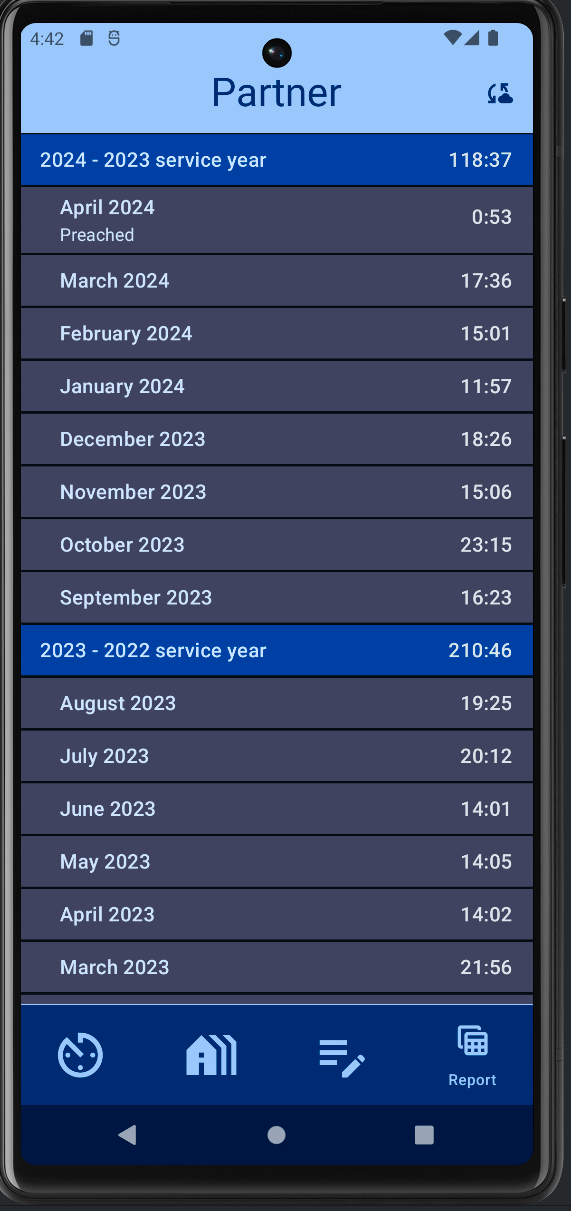 4:42
Partner
2024 - 2023 service year 118:37
April 2024 0:53
Preached
March 2024 17:36
February 2024 15:01
January 2024 11:57
December 2023 18:26
November 2023 15:06
October 2023 23:15
September 2023 16:23
2023 - 2022 service year 210:46
August 2023 19:25
July 2023 20:12
June 2023 14:01
May 2023 14:05
April 2023 14:02
March 2023 21:56
Report